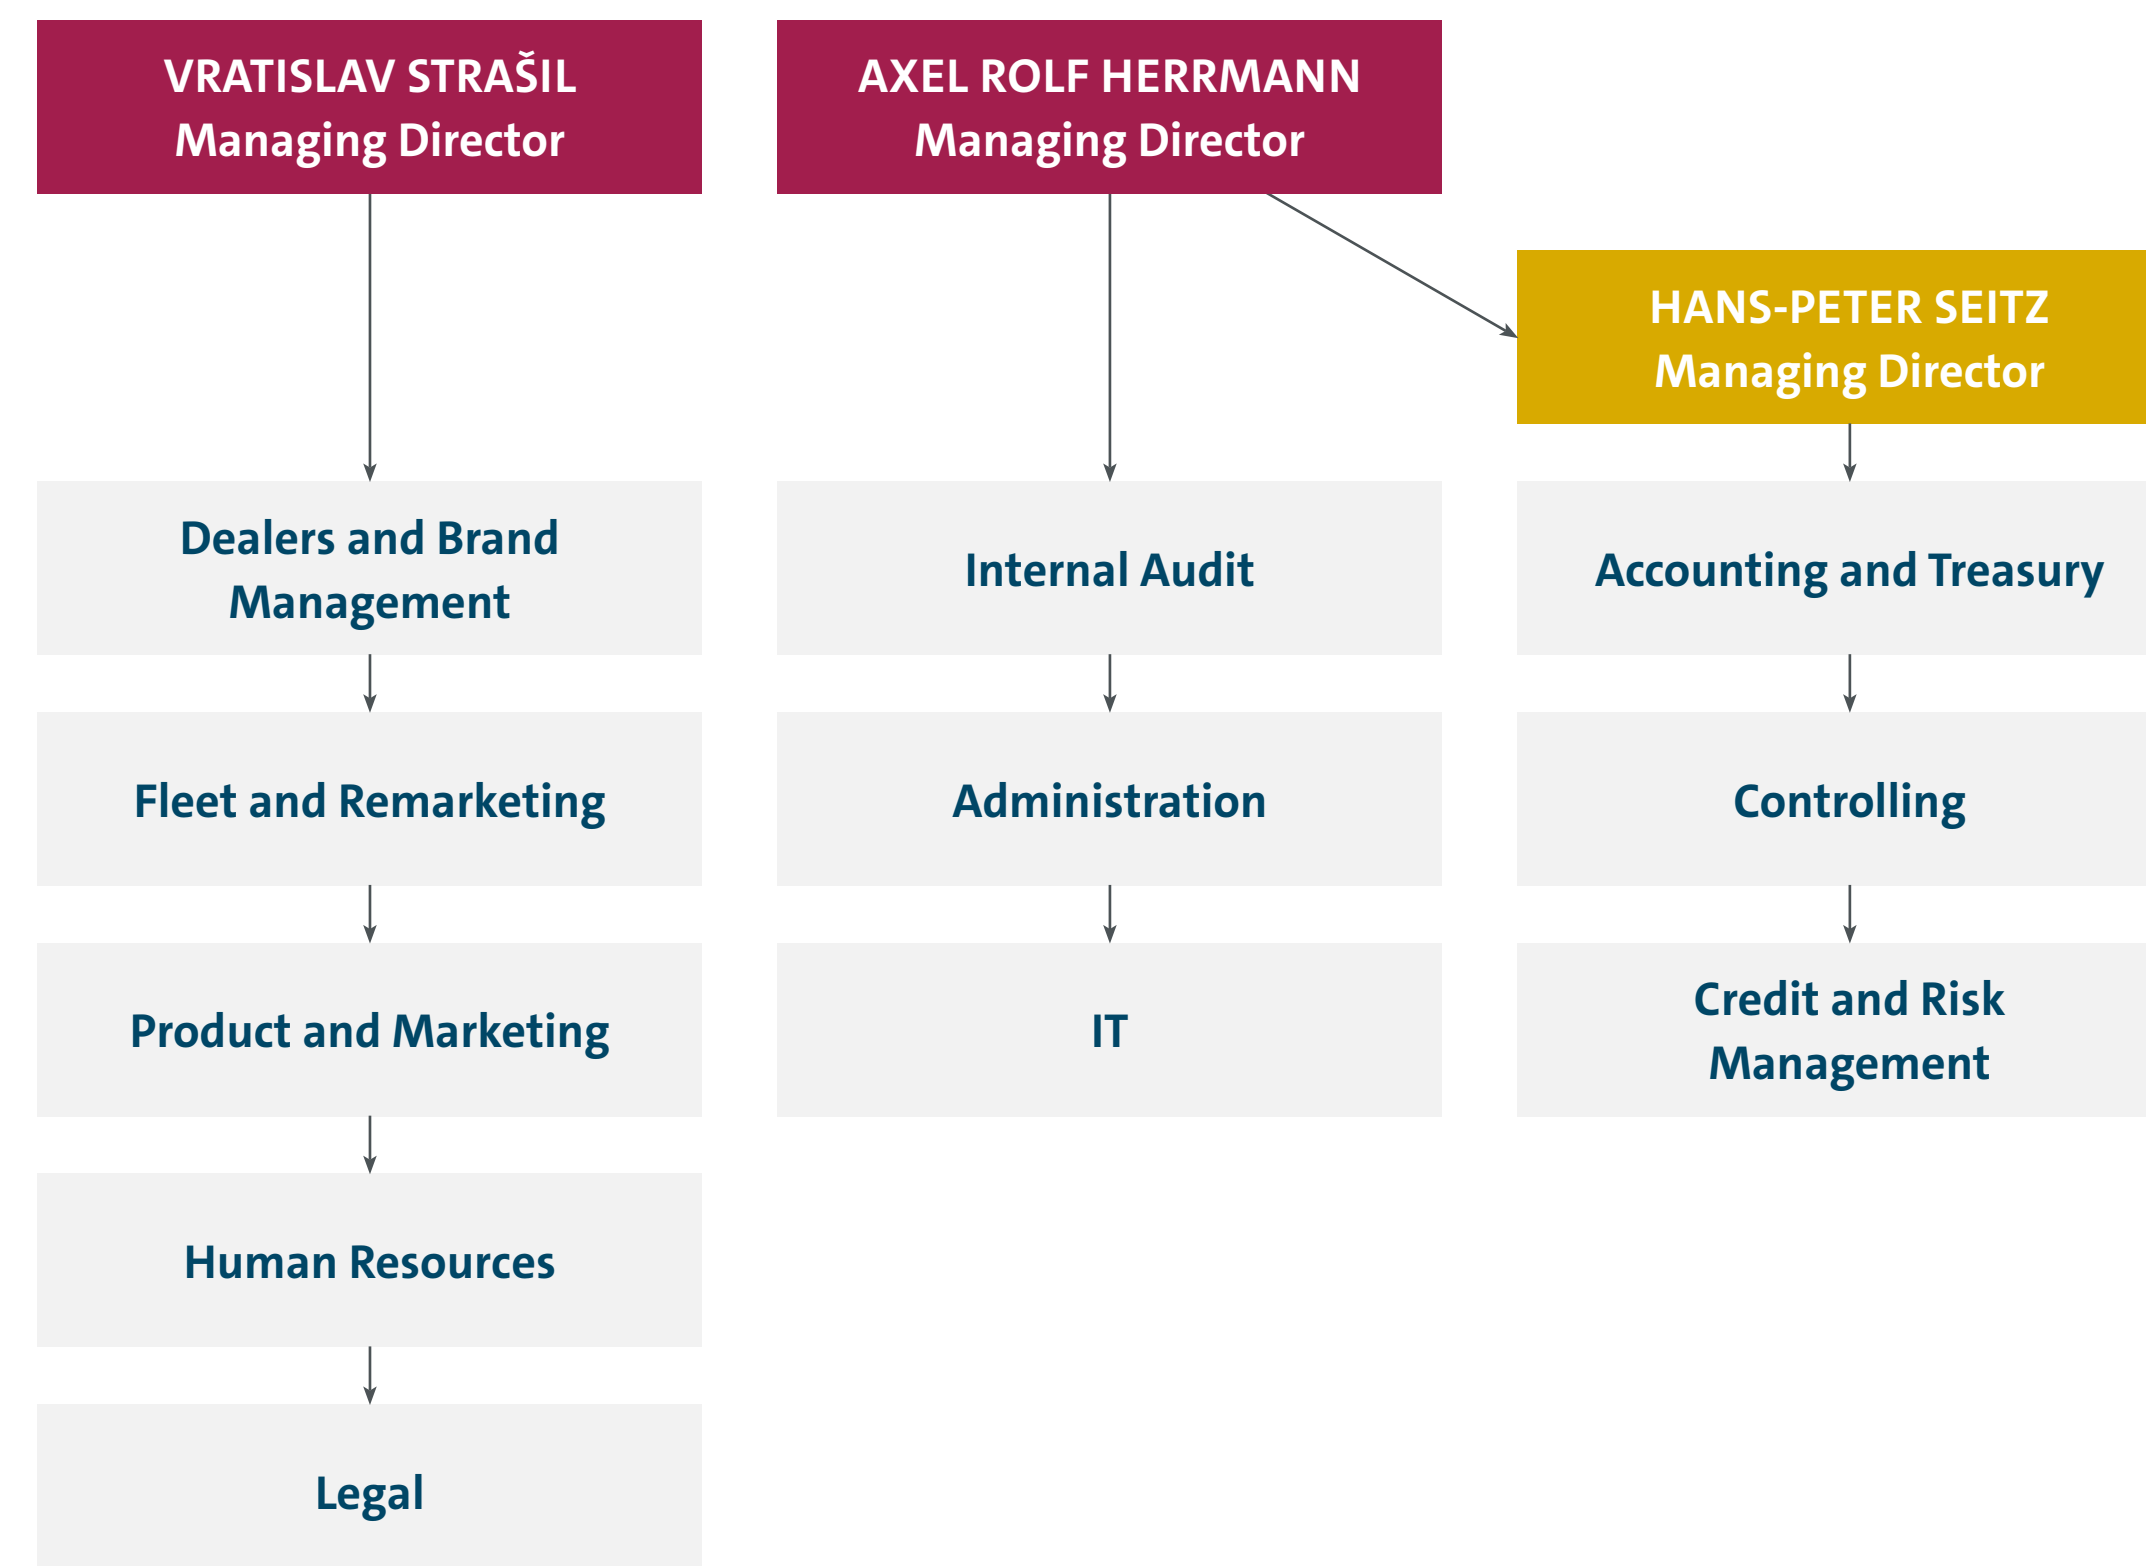 VRATISLAV STRAŠIL
Managing Director
AXEL ROLF HERRMANN
Managing Director
HANS-PETER SEITZ
Managing Director
Dealers and Brand
Management
Internal Audit
Accounting and Treasury
Fleet and Remarketing
Administration
Controlling
Product and Marketing
IT
Credit and Risk
Management
Human Resources
Legal